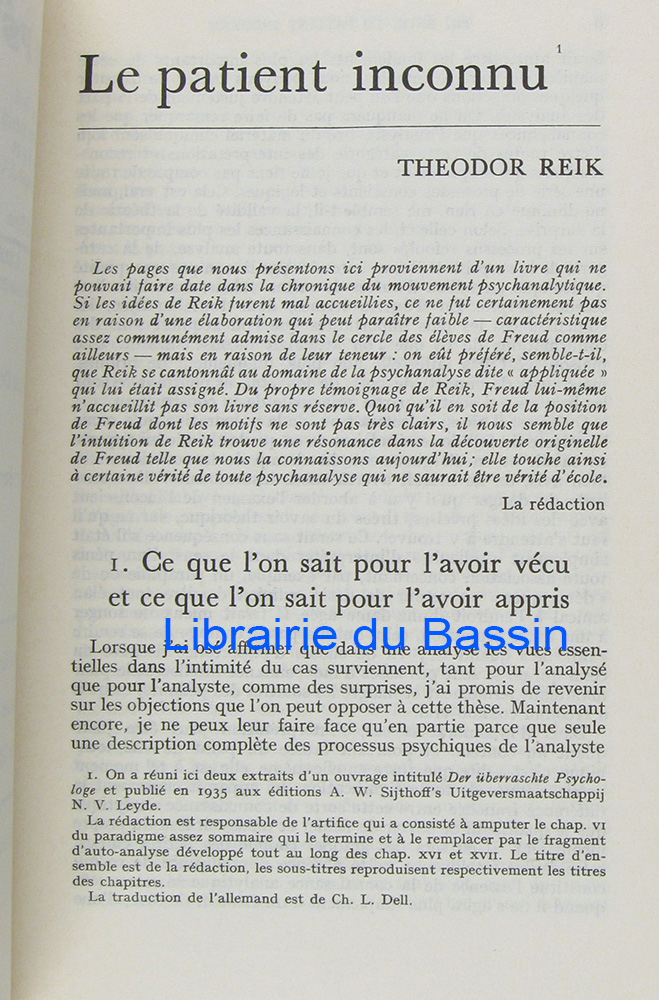 Le patient inconnu 1
THEODOR REIK
Les pages que nous présentons ici proviennent d'un livre qui ne
pouvait faire date dans la chronique du mouvement psychanalytique.
Si les idées de Reik furent mal accueillies, ce ne fut certainement pas
en raison d'une élaboration qui peut paraître faible — caractéristique
assez communément admise dans le cercle des élèves de Freud comme
ailleurs — mais en raison de leur teneur : on eût préféré, semble-t-il,
que Reik se cantonnât au domaine de la psychanalyse dite « appliquée »
qui lui était assigné. Du propre témoignage de Reik, Freud lui-même
n'accueillit pas son livre sans réserve. Quoi qu'il en soit de la position
de Freud dont les motifs ne sont pas très clairs, il nous semble que
l'intuition de Reik trouve une résonance dans la découverte originelle
de Freud telle que nous la connaissons aujourd'hui; elle touche ainsi
à certaine vérité de toute psychanalyse qui ne saurait être vérité d'école.
La rédaction
1. Ce que l'on sait pour l'avoir vécu
et ce que l'on sait pour l'avoir appris
Librairie du Bassin
Lorsque j'ai osé affirmer que dans une analyse les vues essen-
tielles dans l'intimité du cas surviennent, tant pour l'analysé
que pour l'analyste, comme des surprises, j'ai promis de revenir
sur les objections que l'on peut opposer à cette thèse. Maintenant
encore, je ne peux leur faire face qu'en partie parce que seule
une description complète des processus psychiques de l'analyste
1. On a réuni ici deux extraits d'un ouvrage intitulé Der überraschte Psycho-
loge et publié en 1935 aux éditions A. W. Sijthoff's Uitgeversmaatschappij
N. V. Leyde.
La rédaction est responsable de l'artifice qui a consisté à amputer le chap. VI
du paradigme assez sommaire qui le termine et à le remplacer par le fragment
d'auto-analyse développé tout au long des chap. XVI et XVII. Le titre d'en-
semble est de la rédaction, les sous-titres reproduisent respectivement les titres
des chapitres.
La traduction de l'allemand est de Ch. L. Dell.